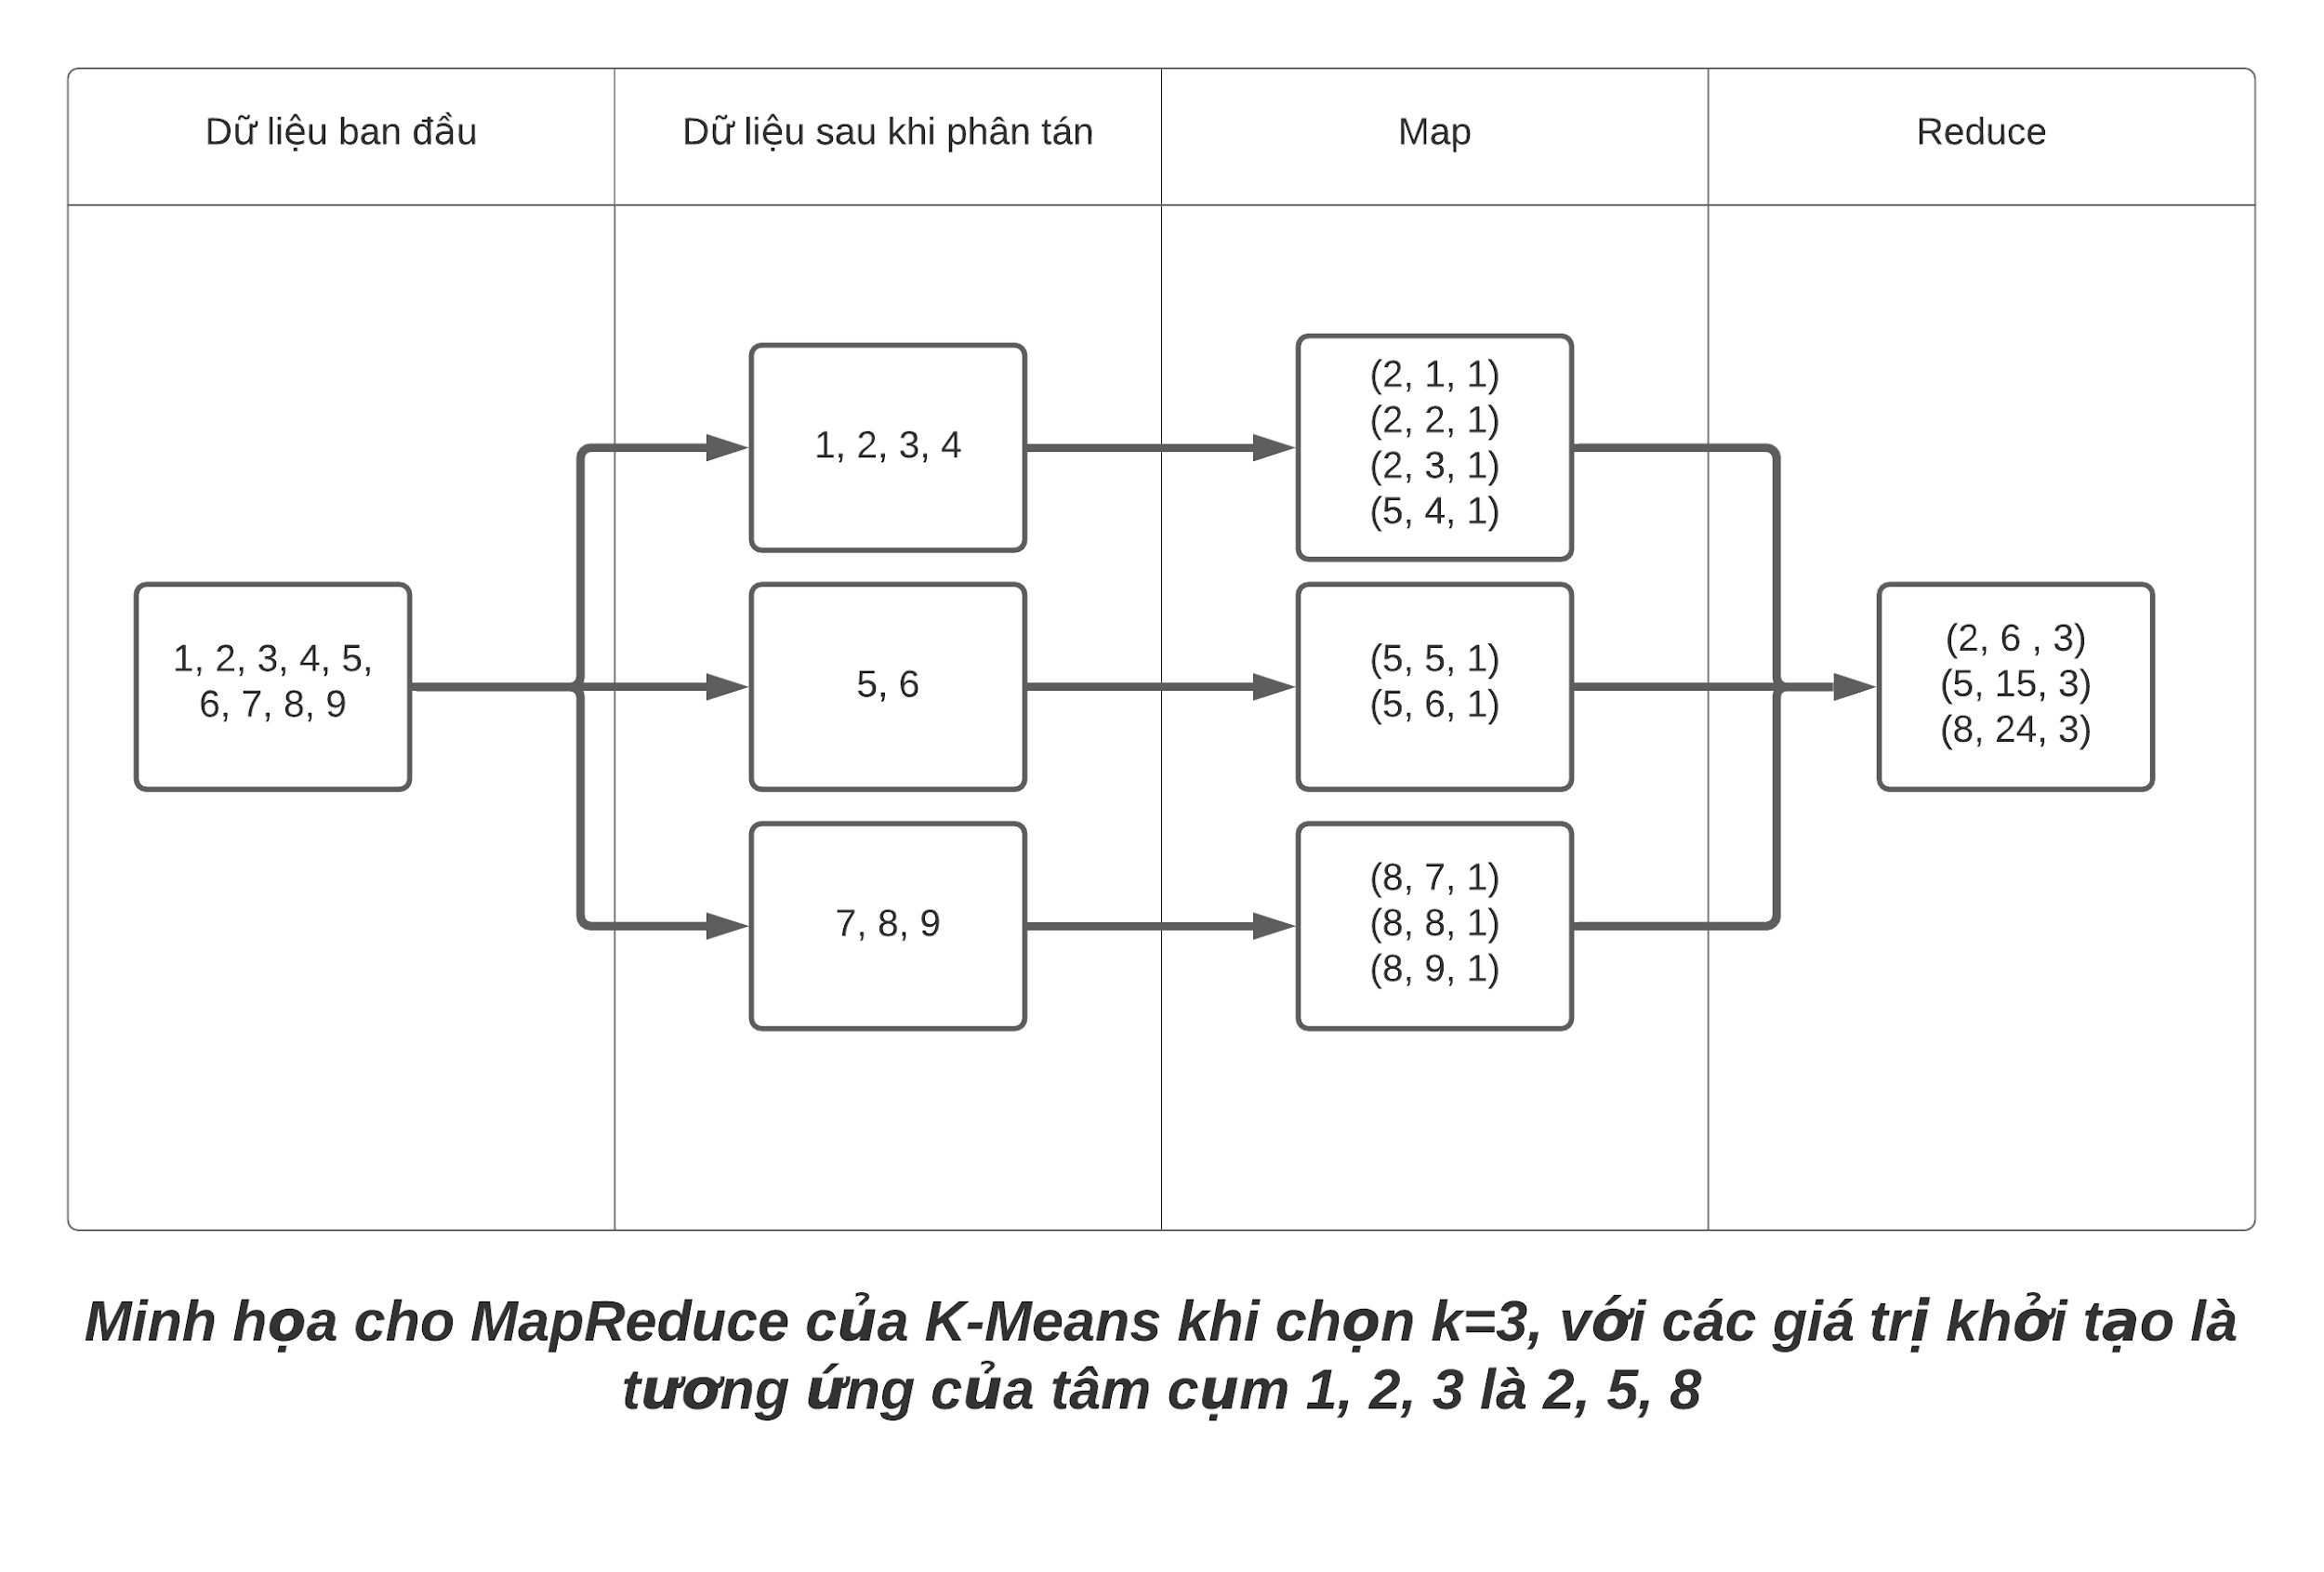 Dữ liệu ban đầu
Dữ liệu sau khi phân tán
Map
Reduce
1, 2, 3, 4, 5,
6, 7, 8, 9
1, 2, 3, 4
5, 6
7, 8, 9
(2, 1, 1)
(2, 2, 1)
(2, 3, 1)
(5, 4, 1)
(5, 5, 1)
(5, 6, 1)
(8, 7, 1)
(8, 8, 1)
(8, 9, 1)
(2, 6 , 3)
(5, 15, 3)
(8, 24, 3)
Minh họa cho MapReduce của K-Means khi chọn k=3, với các giá trị khởi tạo là
tương ứng của tâm cụm 1, 2, 3 là 2, 5, 8